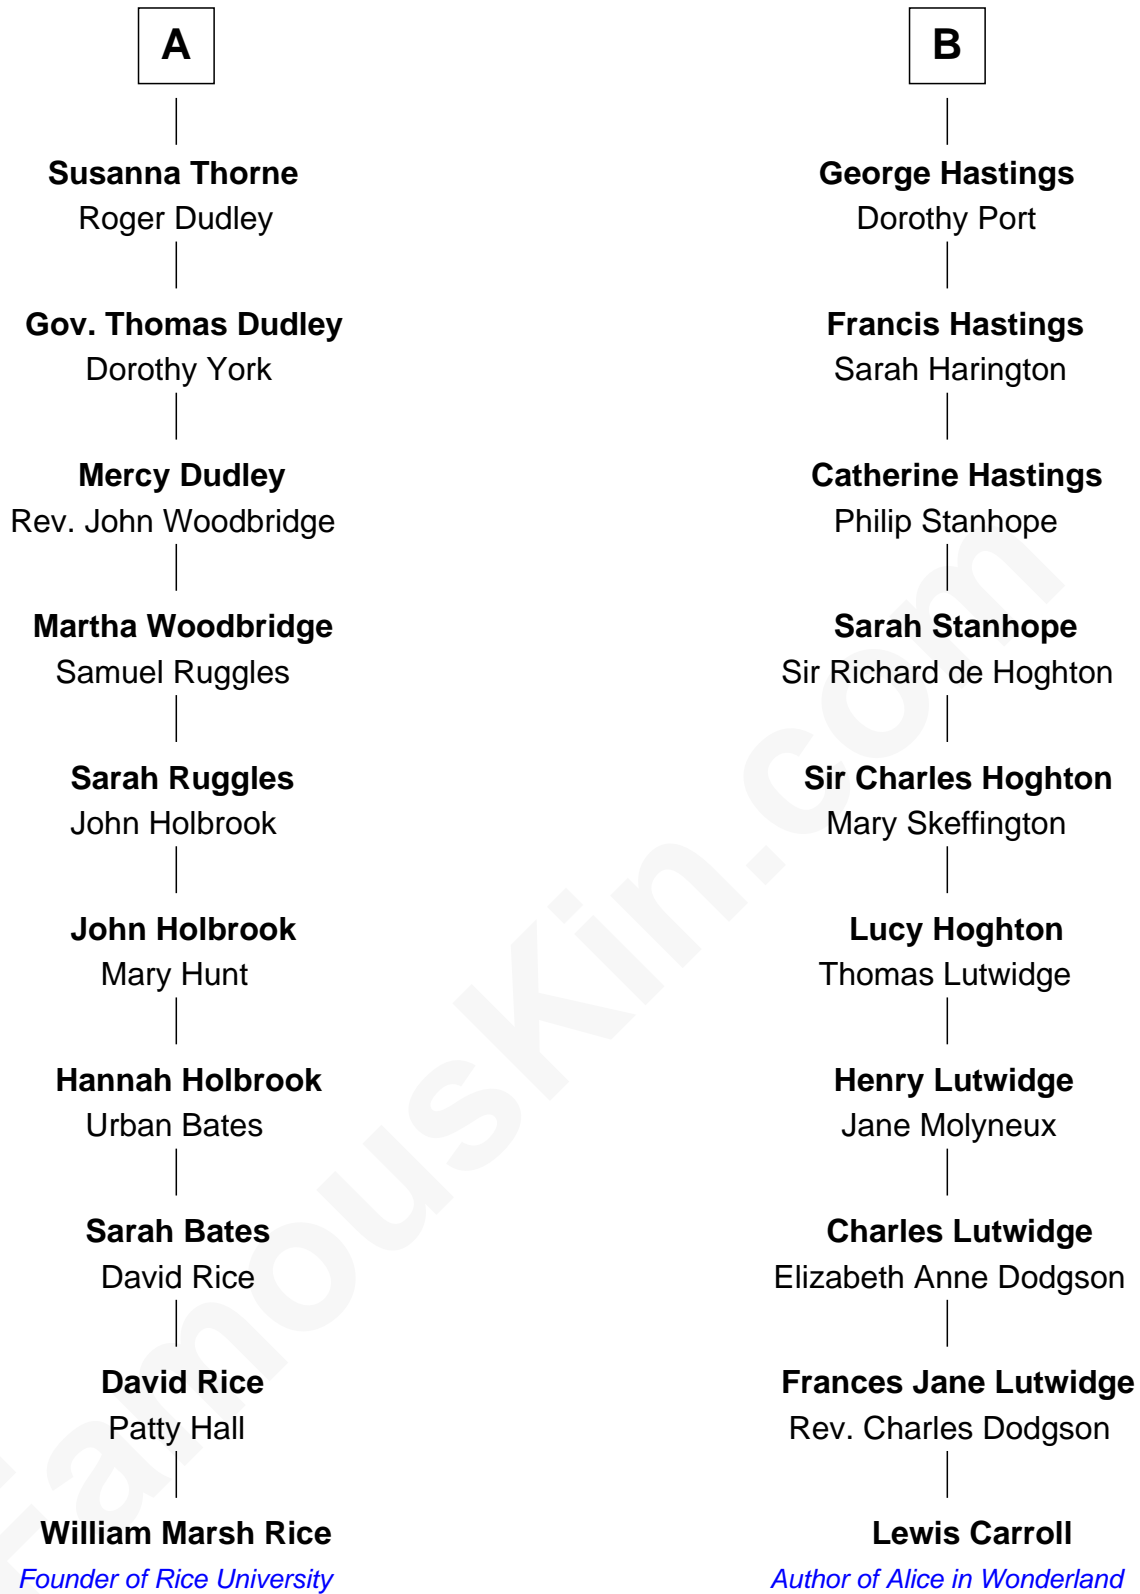 A
Susanna Thorne
Roger Dudley
Gov. Thomas Dudley
Dorothy York
Mercy Dudley
Rev. John Woodbridge
Martha Woodbridge
Samuel Ruggles
Sarah Ruggles
John Holbrook
John Holbrook
Mary Hunt
Hannah Holbrook
Urban Bates
Sarah Bates
David Rice
David Rice
Patty Hall
William Marsh Rice
Founder of Rice University
B
George Hastings
Dorothy Port
Francis Hastings
Sarah Harington
Catherine Hastings
Philip Stanhope
Sarah Stanhope
Sir Richard de Hoghton
Sir Charles Hoghton
Mary Skeffington
Lucy Hoghton
Thomas Lutwidge
Henry Lutwidge
Jane Molyneux
Charles Lutwidge
Elizabeth Anne Dodgson
Frances Jane Lutwidge
Rev. Charles Dodgson
Lewis Carroll
Author of Alice in Wonderland
FamousKin.com